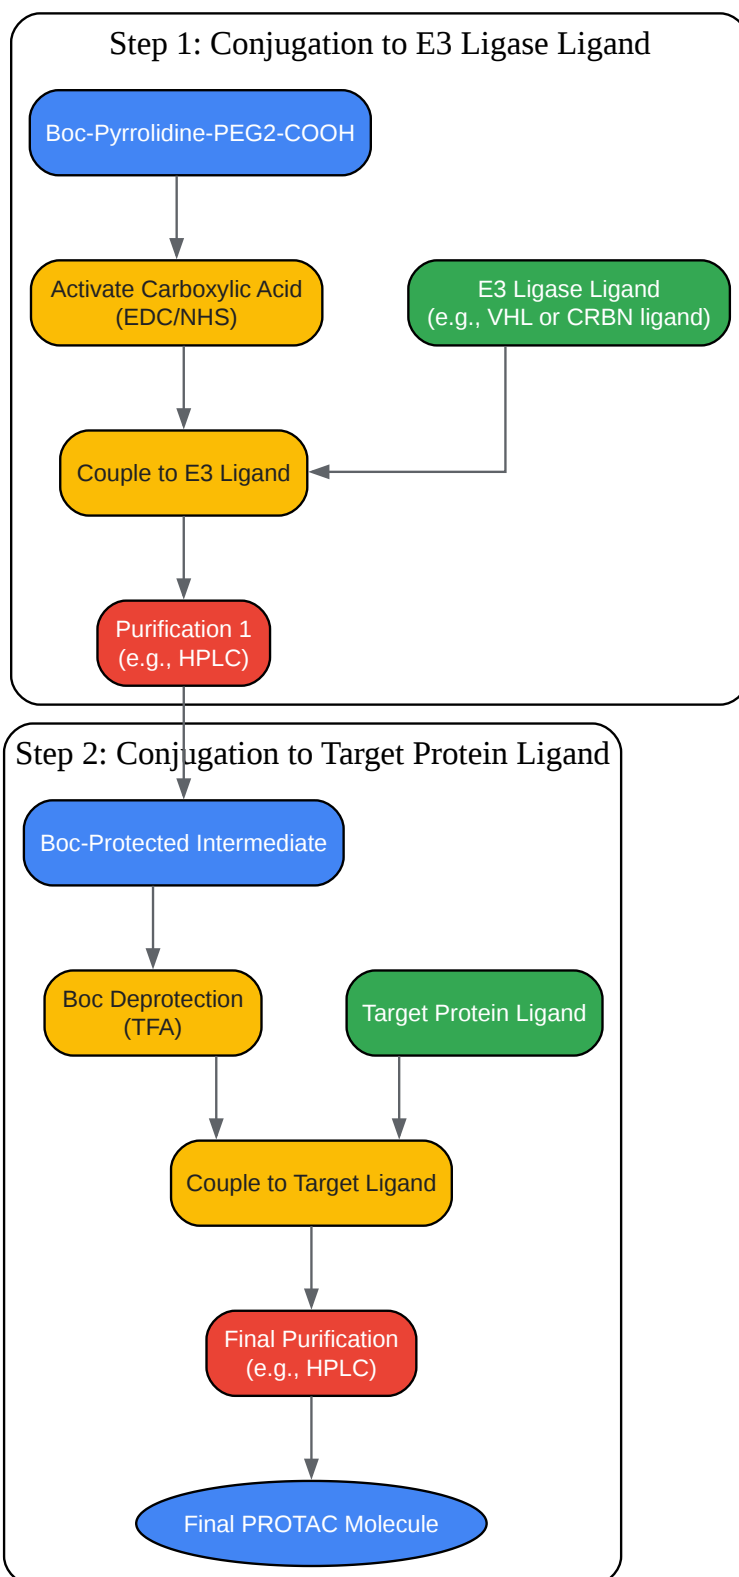 Step 1: Conjugation to E3 Ligase Ligand
Boc-Pyrrolidine-PEG2-COOH
Activate Carboxylic Acid
(EDC/NHS)
E3 Ligase Ligand
(e.g., VHL or CRBN ligand)
Couple to E3 Ligand
Purification 1
(e.g., HPLC)
Step 2: Conjugation to Target Protein Ligand
Boc-Protected Intermediate
Boc Deprotection
(TFA)
Target Protein Ligand
Couple to Target Ligand
Final Purification
(e.g., HPLC)
Final PROTAC Molecule